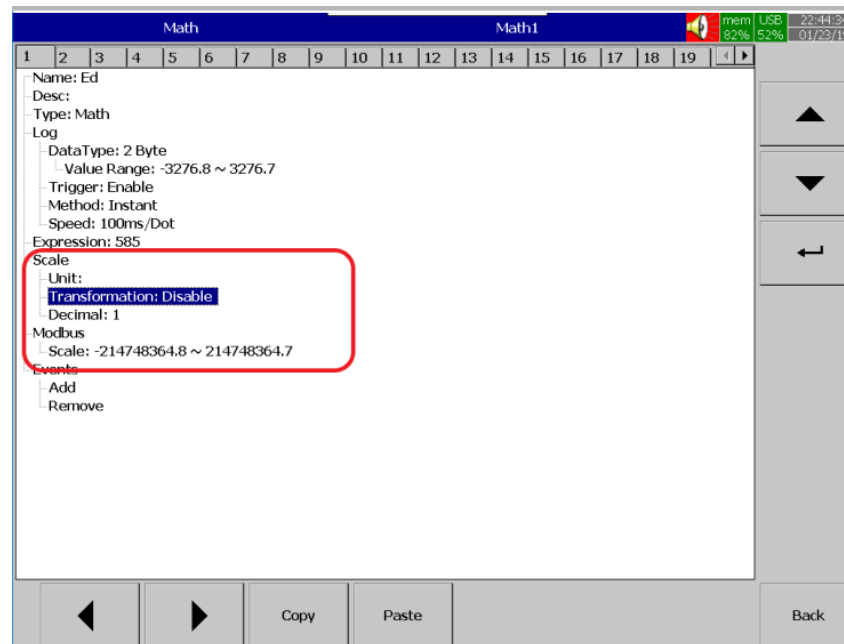 Math Math1 mem USB 22:44:34
82% 52% 01/23/1
1 2 3 4 5 6 7 8 9 10 11 12 13 14 15 16 17 18 19
Name: Ed
Desc:
Type: Math
Log
DataType: 2 Byte
Value Range: -3276.8 ~ 3276.7
Trigger: Enable
Method: Instant
Speed: 100ms/Dot
Expression: 585
Scale
Unit:
Transformation: Disable
Decimal: 1
Modbus
Scale: -214748364.8 ~ 214748364.7
Events
Add
Remove
Copy Paste Back